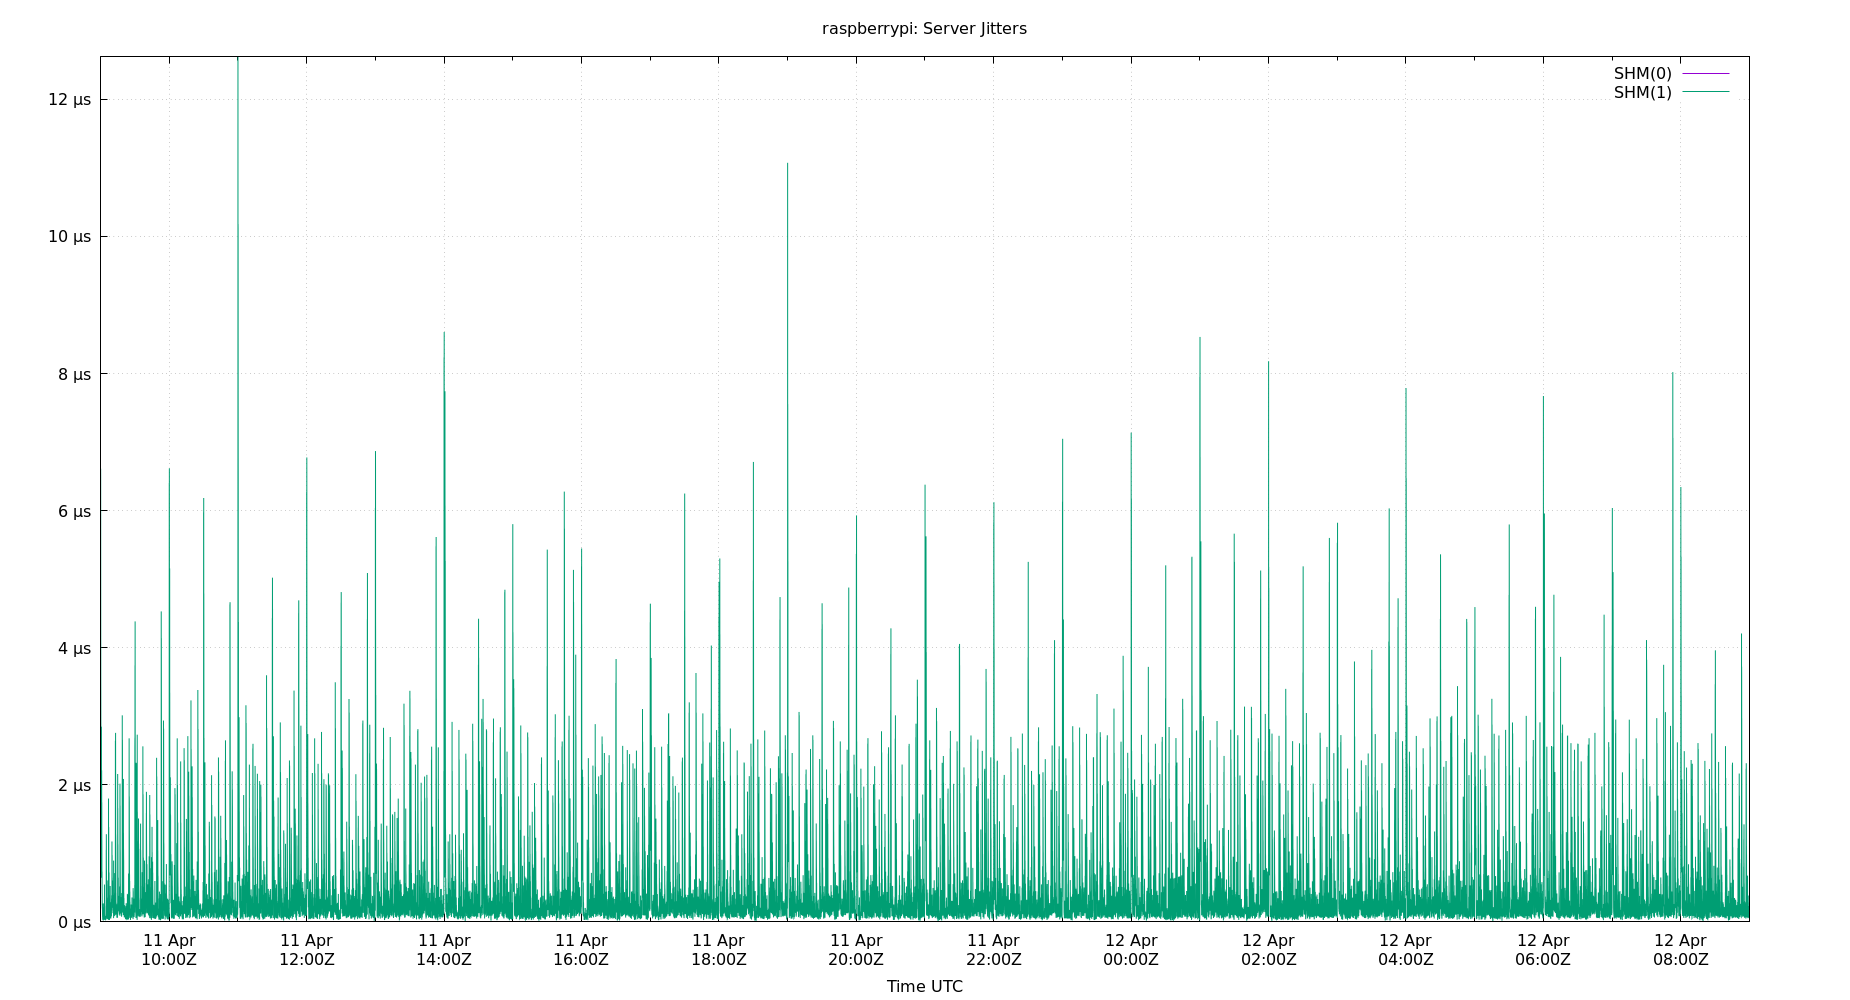 raspberrypi: Server Jitters
SHM(0)
SHM(1)
12 µs
10 µs
8 µs
6 µs
4 µs
2 µs
0 µs
11 Apr 11 Apr 11 Apr 11 Apr 11 Apr 11 Apr 11 Apr 12 Apr 12 Apr 12 Apr 12 Apr 12 Apr
10:00Z 12:00Z 14:00Z 16:00Z 18:00Z 20:00Z 22:00Z 00:00Z 02:00Z 04:00Z 06:00Z 08:00Z
Time UTC